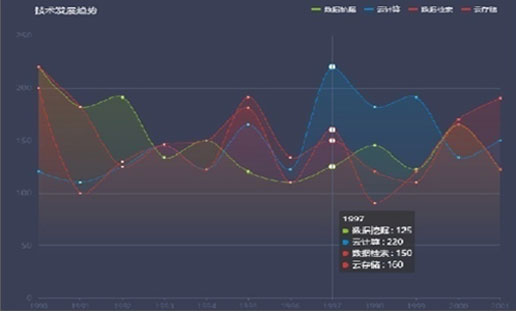 技术发展趋势
数据挖掘 云计算 数据检索 云存储
250
200
150
100
50
0
1997
数据挖掘 : 125
云计算 : 220
数据检索 : 150
云存储 : 160
1990 1991 1992 1993 1994 1995 1996 1997 1998 1999 2000 2001